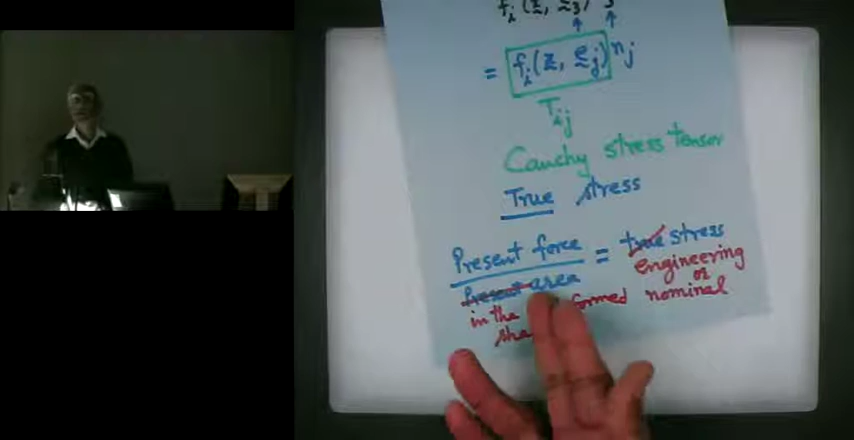 = f_i(x, e_j) n_j
T_ij
Cauchy stress tensor
True stress
Present force = true stress
Present area engineering
or
in the formed nominal